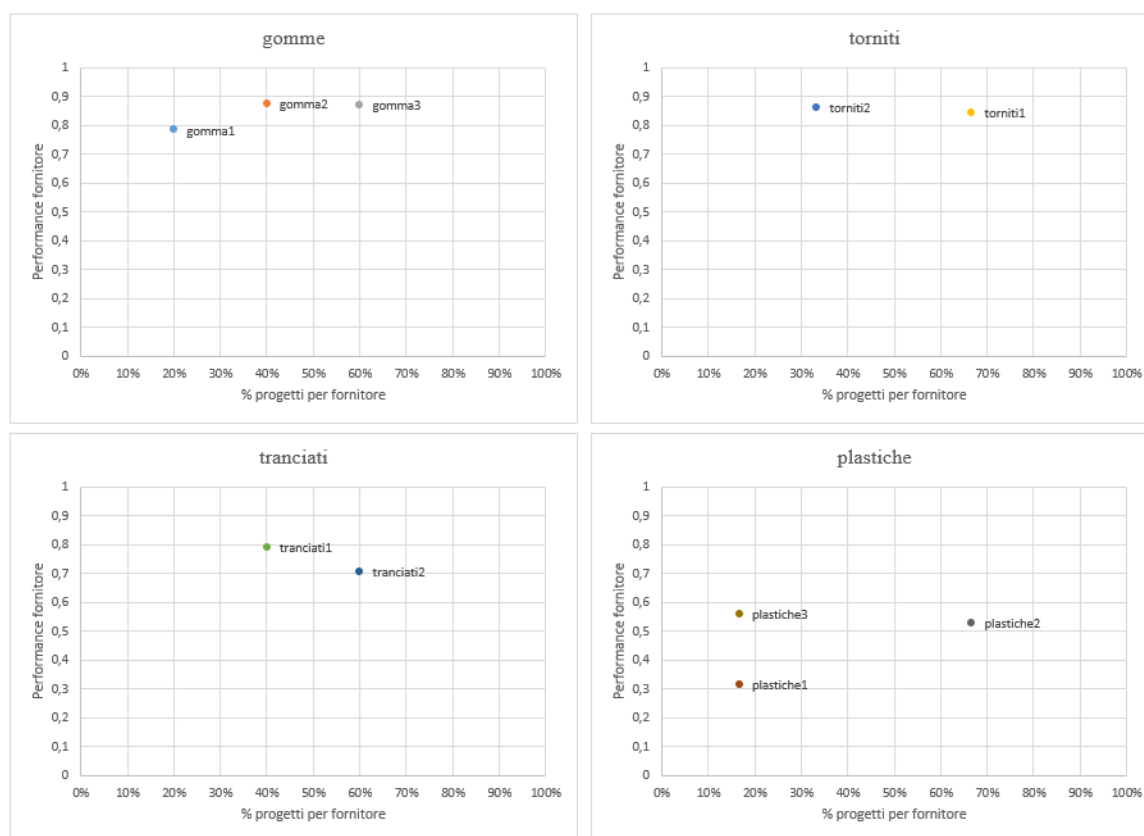 gomme
Performance fornitore
1
0,9
0,8
0,7
0,6
0,5
0,4
0,3
0,2
0,1
0
gomma2
gomma3
gomma1
0% 10% 20% 30% 40% 50% 60% 70% 80% 90% 100%
% progetti per fornitore
torniti
Performance fornitore
1
0,9
0,8
0,7
0,6
0,5
0,4
0,3
0,2
0,1
0
torniti2
torniti1
0% 10% 20% 30% 40% 50% 60% 70% 80% 90% 100%
% progetti per fornitore
tranciati
Performance fornitore
1
0,9
0,8
0,7
0,6
0,5
0,4
0,3
0,2
0,1
0
tranciati1
tranciati2
0% 10% 20% 30% 40% 50% 60% 70% 80% 90% 100%
% progetti per fornitore
plastiche
Performance fornitore
1
0,9
0,8
0,7
0,6
0,5
0,4
0,3
0,2
0,1
0
plastiche3
plastiche2
plastiche1
0% 10% 20% 30% 40% 50% 60% 70% 80% 90% 100%
% progetti per fornitore